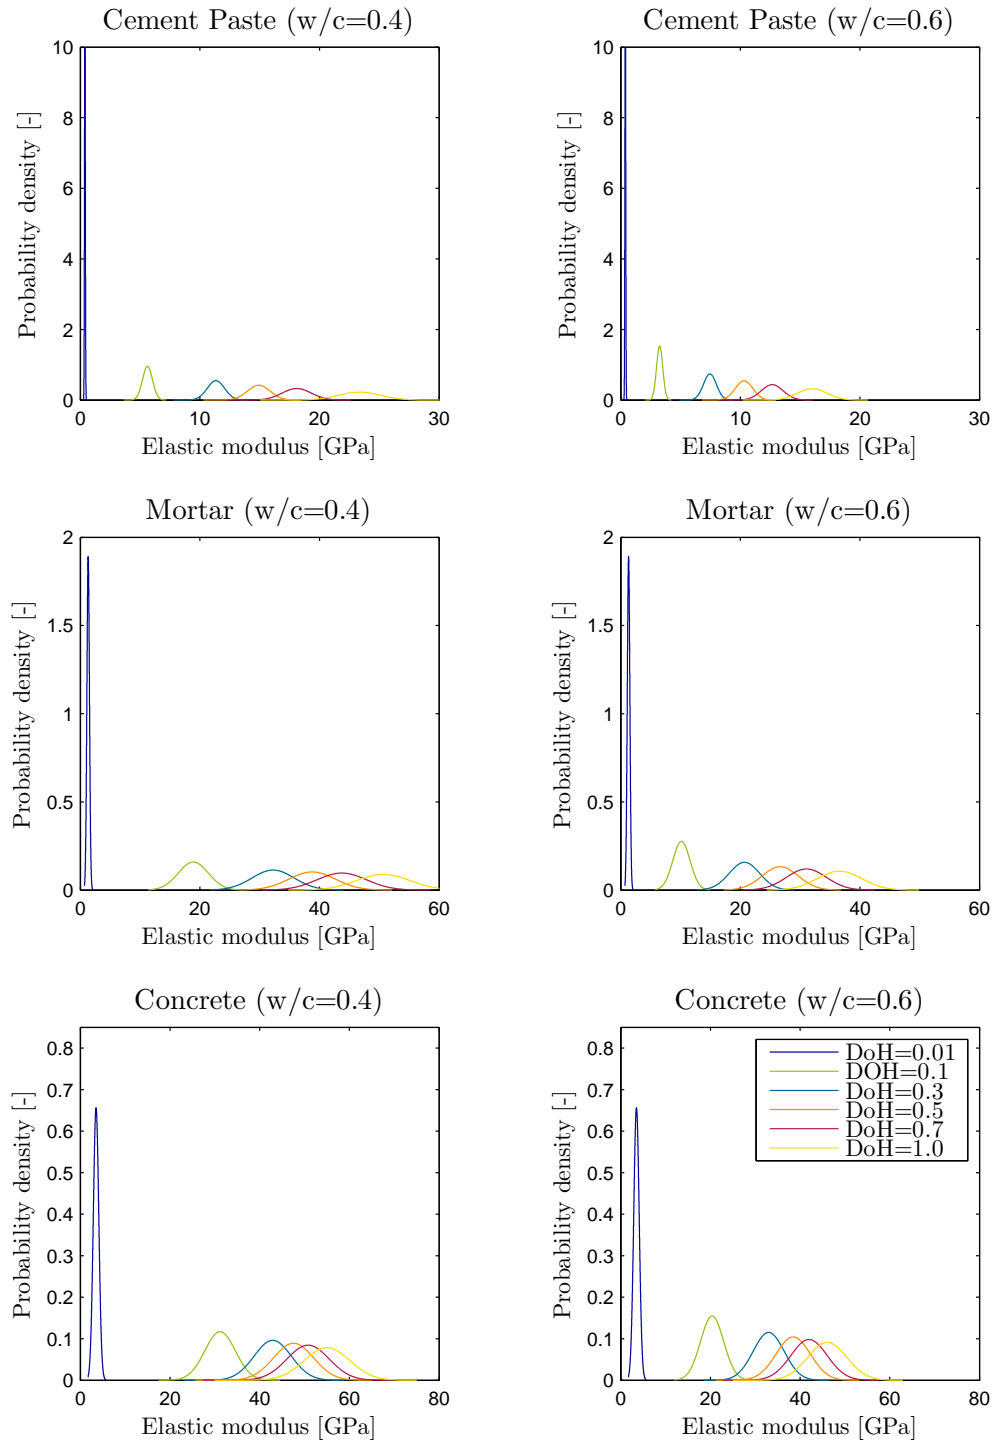 Cement Paste (w/c=0.4)
Probability density [-]
10
8
6
4
2
0
0 10 20 30
Elastic modulus [GPa]
Cement Paste (w/c=0.6)
Probability density [-]
10
8
6
4
2
0
0 10 20 30
Elastic modulus [GPa]
Mortar (w/c=0.4)
Probability density [-]
2
1.5
1
0.5
0
0 20 40 60
Elastic modulus [GPa]
Mortar (w/c=0.6)
Probability density [-]
2
1.5
1
0.5
0
0 20 40 60
Elastic modulus [GPa]
Concrete (w/c=0.4)
Probability density [-]
0.8
0.7
0.6
0.5
0.4
0.3
0.2
0.1
0
0 20 40 60 80
Elastic modulus [GPa]
Concrete (w/c=0.6)
Probability density [-]
0.8
0.7
0.6
0.5
0.4
0.3
0.2
0.1
0
0 20 40 60 80
Elastic modulus [GPa]
DoH=0.01
DOH=0.1
DoH=0.3
DoH=0.5
DoH=0.7
DoH=1.0